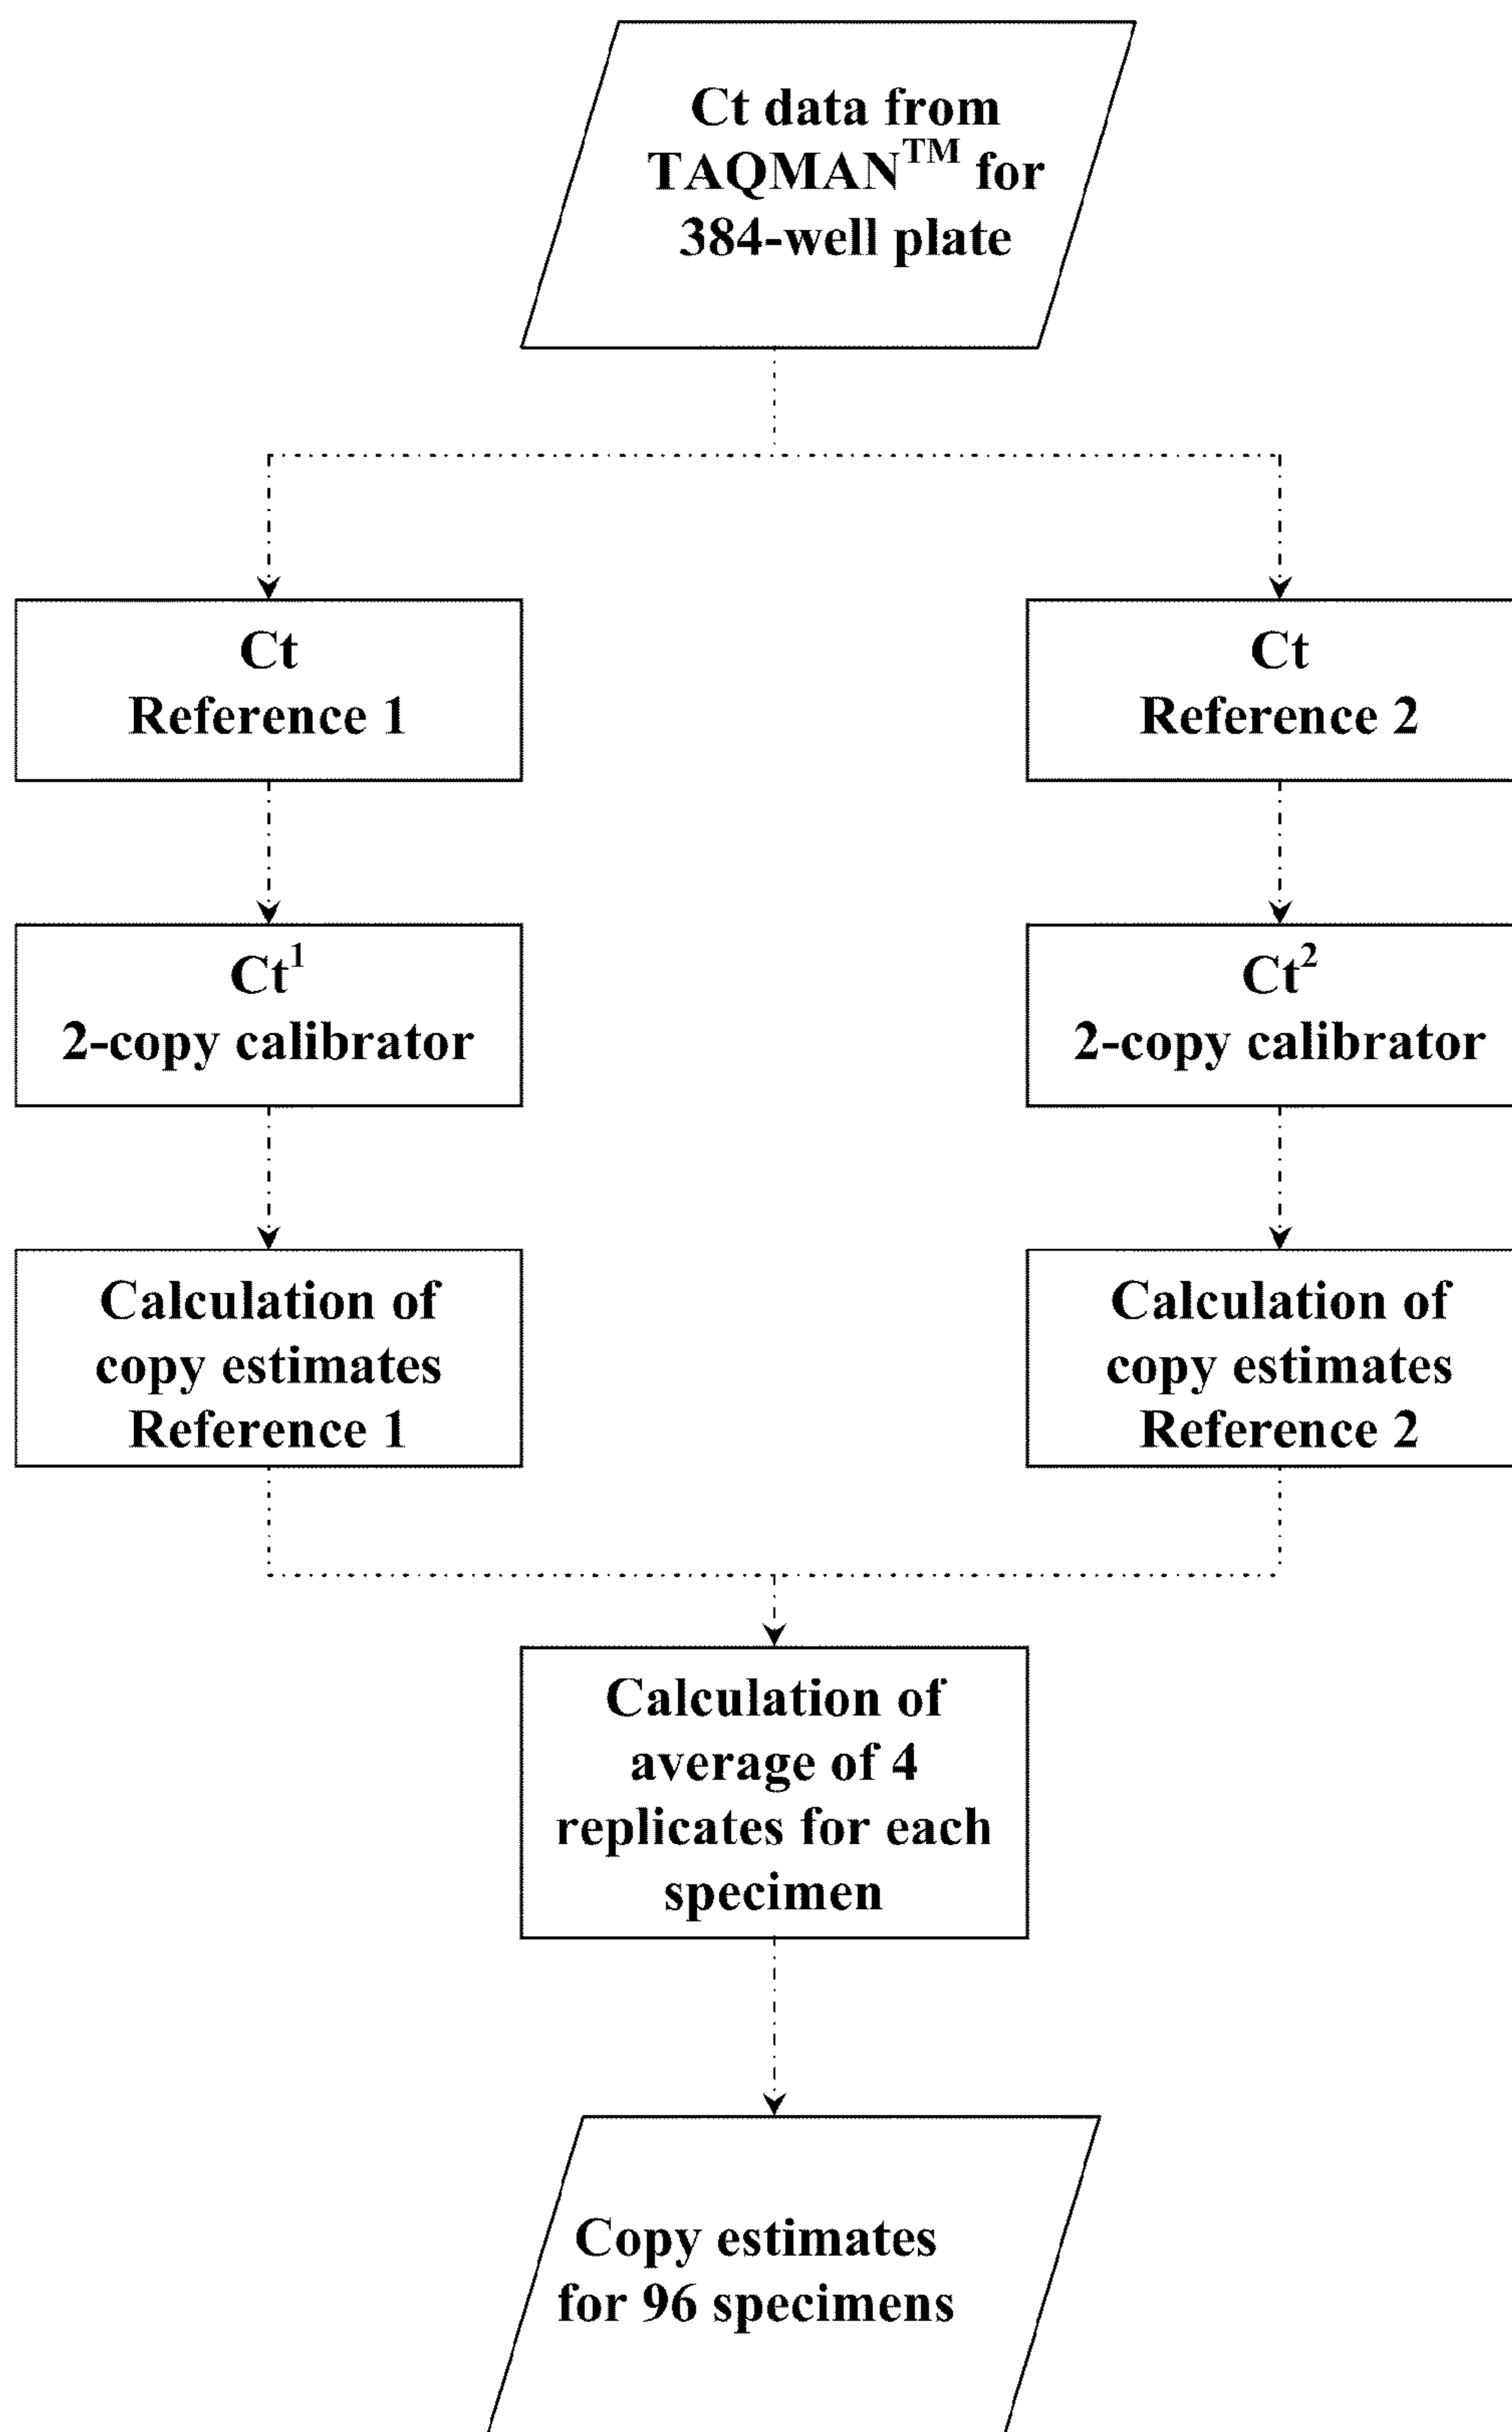 Ct data from
TAQMAN™ for
384-well plate
Ct
Reference 1
Ct
Reference 2
Ct¹
2-copy calibrator
Ct²
2-copy calibrator
Calculation of
copy estimates
Reference 1
Calculation of
copy estimates
Reference 2
Calculation of
average of 4
replicates for each
specimen
Copy estimates
for 96 specimens